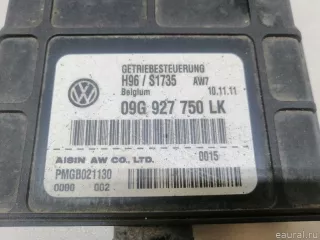 GETRIEBESTEUERUNG
H96 / S1735 AW7
Belgium 10.11.11
09G 927 750 LK
AISIN AW CO., LTD. 0015
PMGB021130
0000 002
eaural.ru